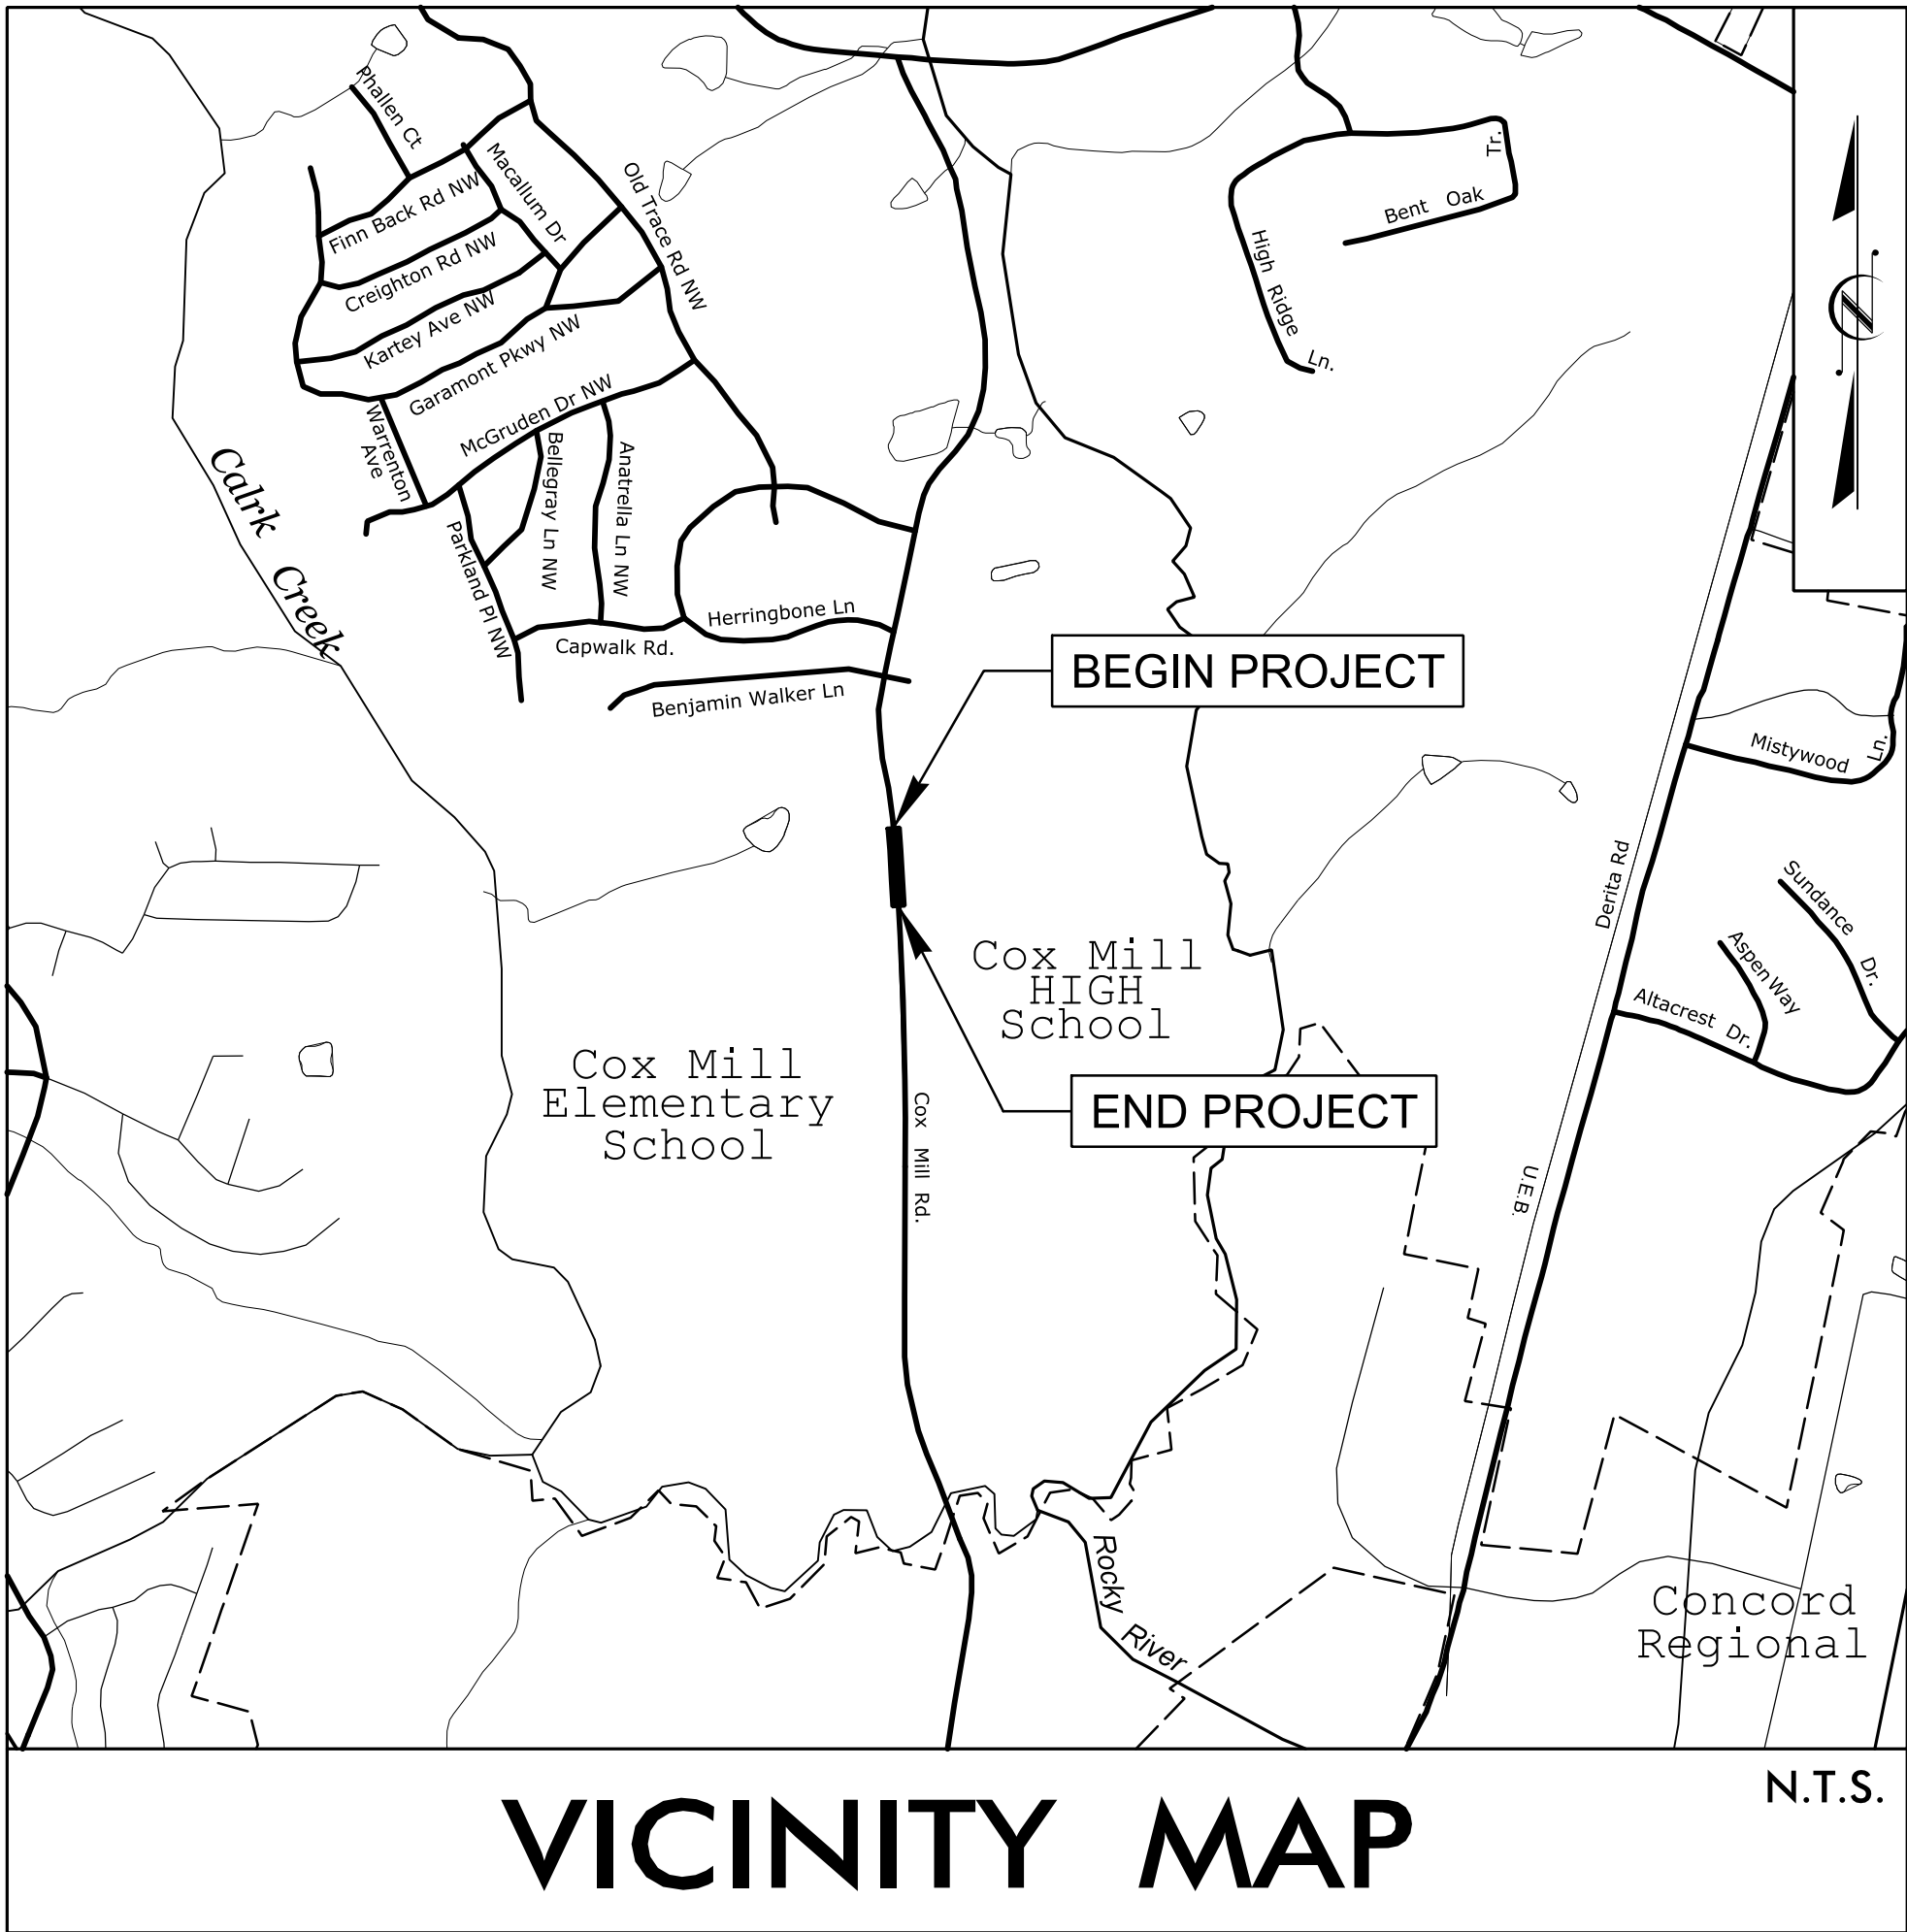 Phallen Ct
Finn Back Rd NW
Macallum Dr
Old Trace Rd NW
Creighton Rd NW
Kartey Ave NW
Garamont Pkwy NW
McGruden Dr NW
Warrenton
Ave
Bellegray Ln NW
Anatrella Ln NW
Parkland Pl NW
Herringbone Ln
Capwalk Rd.
Benjamin Walker Ln
Calrk Creek
Bent Oak Tr.
High Ridge Ln.
N
BEGIN PROJECT
Mistywood Ln.
Derita Rd
Sundance Dr.
Aspen Way
Altacrest Dr.
Cox Mill
HIGH
School
Cox Mill
Elementary
School
END PROJECT
Cox Mill Rd.
U.E.B.
Rocky River
Concord
Regional
N.T.S.
VICINITY MAP